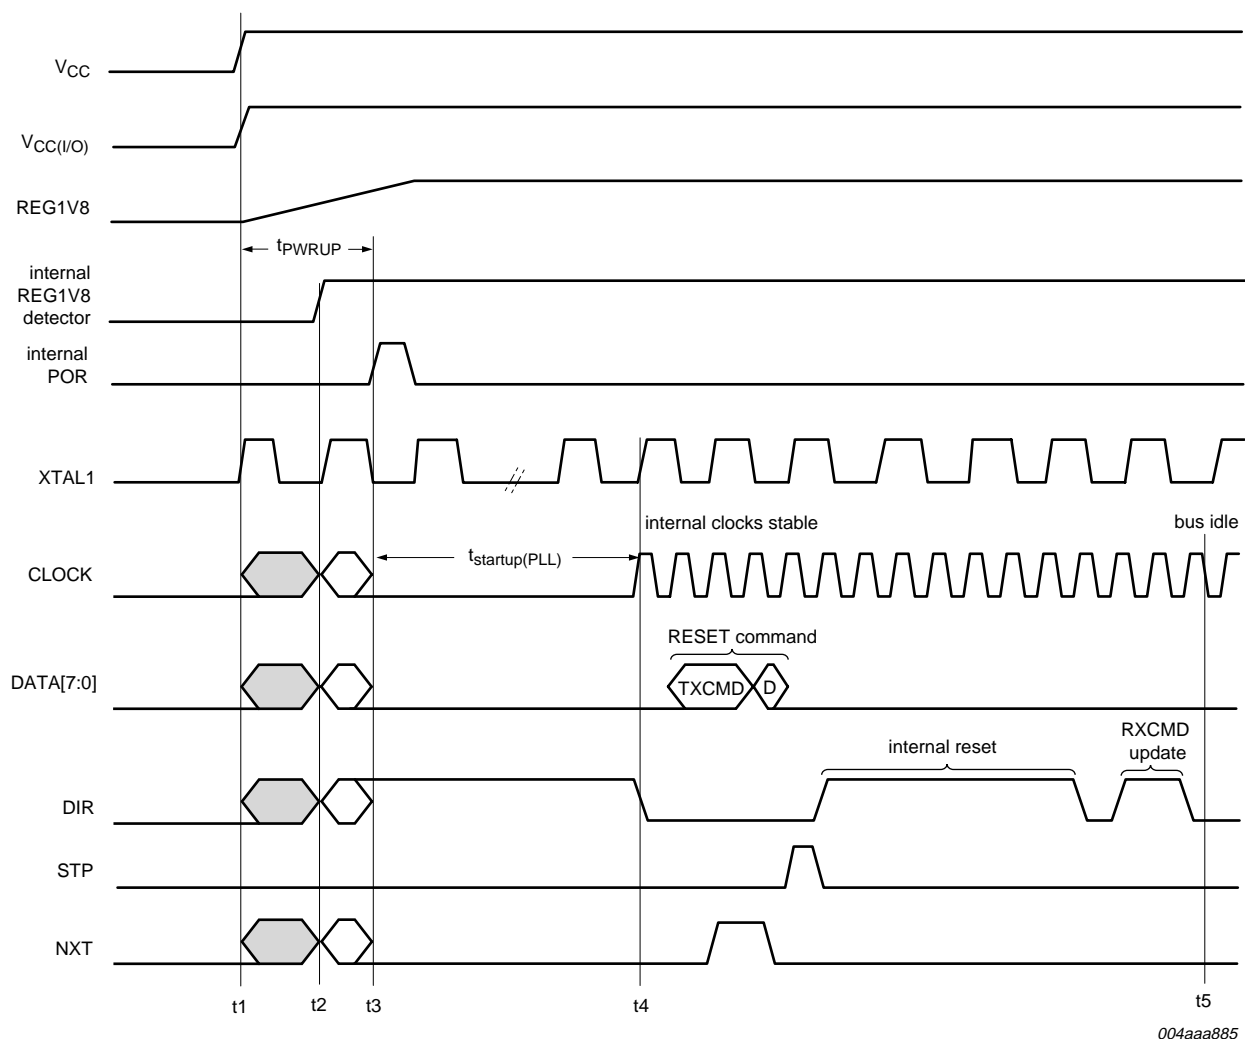 VCC
VCC(I/O)
REG1V8
tPWRUP
internal
REG1V8
detector
internal
POR
XTAL1
internal clocks stable
bus idle
tstartup(PLL)
CLOCK
RESET command
DATA[7:0]
TXCMD
D
RXCMD
update
internal reset
DIR
STP
NXT
t1
t2
t3
t4
t5
004aaa885